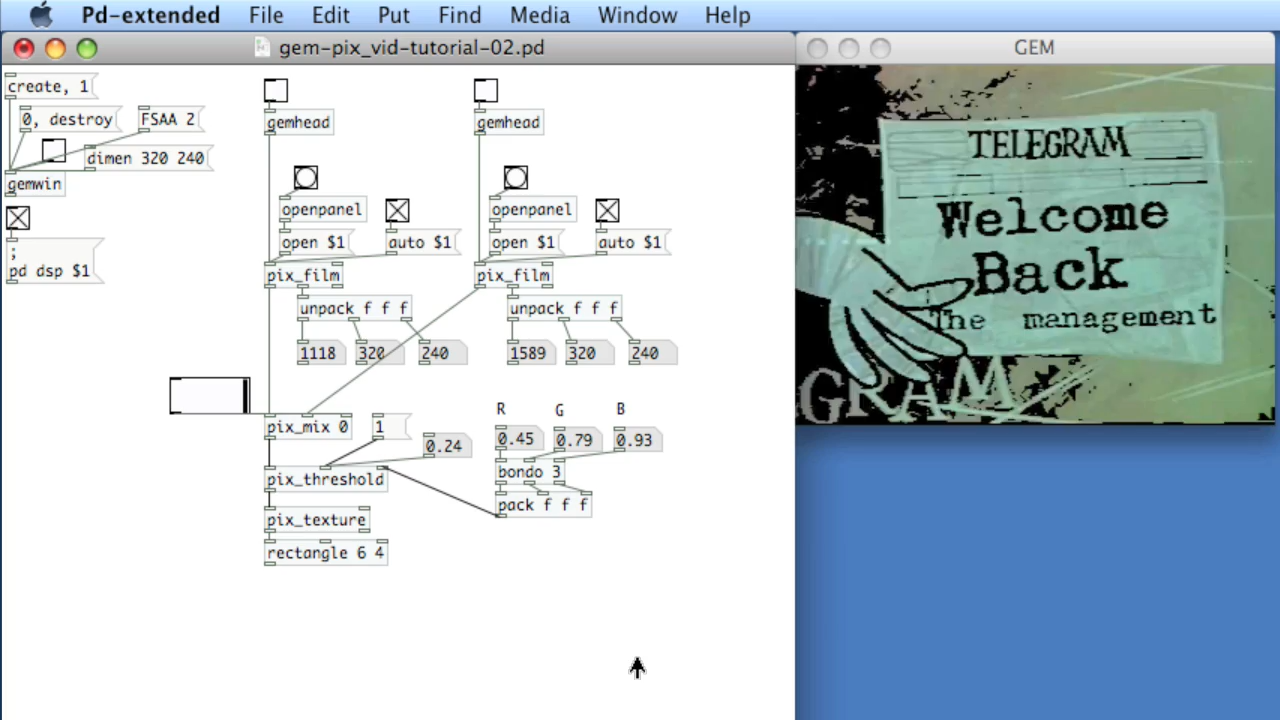 Pd-extended File Edit Put Find Media Window Help
gem-pix_vid-tutorial-02.pd
GEM
create, 1
0, destroy
FSAA 2
dimen 320 240
gemwin
;
pd dsp $1
gemhead
gemhead
openpanel
openpanel
open $1
auto $1
open $1
auto $1
pix_film
pix_film
unpack f f f
unpack f f f
1118 320 240
1589 320 240
R G B
pix_mix 0
1
0.24
0.45 0.79 0.93
bondo 3
pix_threshold
pack f f f
pix_texture
rectangle 6 4
TELEGRAM
Welcome
Back
The management
GRAM